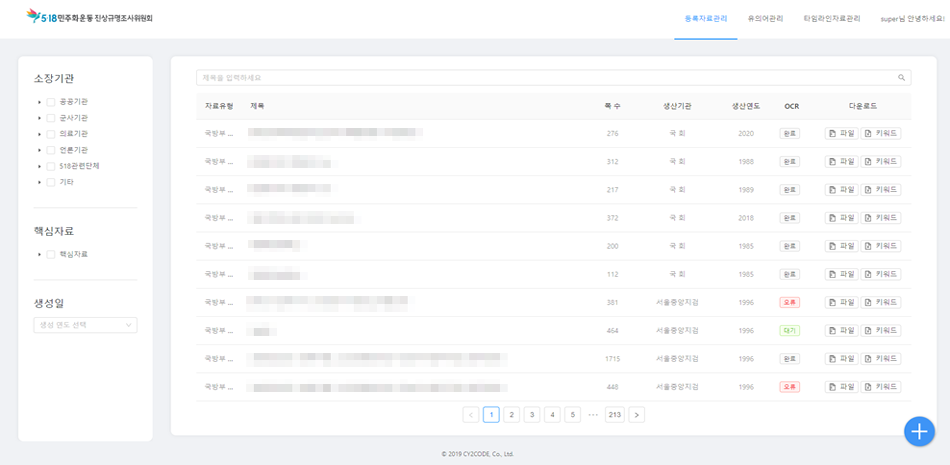 5·18민주화운동 진상규명조사위원회
등록자료관리 유의어관리 타임라인자료관리 super님 안녕하세요!
소장기관
공공기관
군사기관
의료기관
언론기관
518관련단체
기타
핵심자료
핵심자료
생성일
생성 연도 선택
제목을 입력하세요
자료유형 제목 쪽 수 생산기관 생산연도 OCR 다운로드
국방부 ... 276 국 회 2020 완료 파일 키워드
국방부 ... 312 국 회 1988 완료 파일 키워드
국방부 ... 217 국 회 1989 완료 파일 키워드
국방부 ... 372 국 회 2018 완료 파일 키워드
국방부 ... 200 국 회 1985 완료 파일 키워드
국방부 ... 112 국 회 1985 완료 파일 키워드
국방부 ... 381 서울중앙지검 1996 오류 파일 키워드
국방부 ... 464 서울중앙지검 1996 대기 파일 키워드
국방부 ... 1715 서울중앙지검 1996 완료 파일 키워드
국방부 ... 448 서울중앙지검 1996 오류 파일 키워드
< 1 2 3 4 5 ••• 213 >
© 2019 CY2CODE, Co., Ltd.